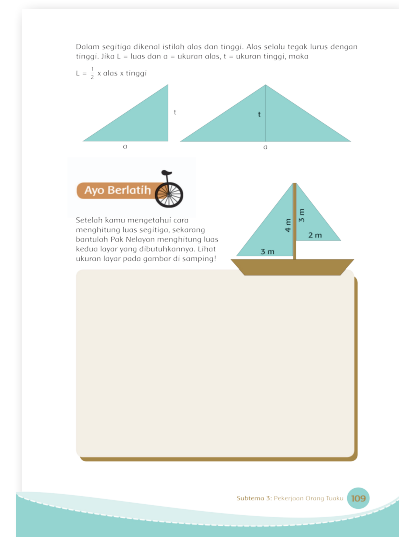 Dalam segitiga dikenal istilah alas dan tinggi. Alas selalu tegak lurus dengan
tinggi. Jika L = luas dan a = ukuran alas, t = ukuran tinggi, maka
L = 1/2 x alas x tinggi
t
t
a
a
Ayo Berlatih
Setelah kamu mengetahui cara
menghitung luas segitiga, sekarang
bantulah Pak Nelayan menghitung luas
kedua layar yang dibutuhkannya. Lihat
ukuran layar pada gambar di samping!
4 m
3 m
2 m
3 m
Subtema 3: Pekerjaan Orang Tuaku
109